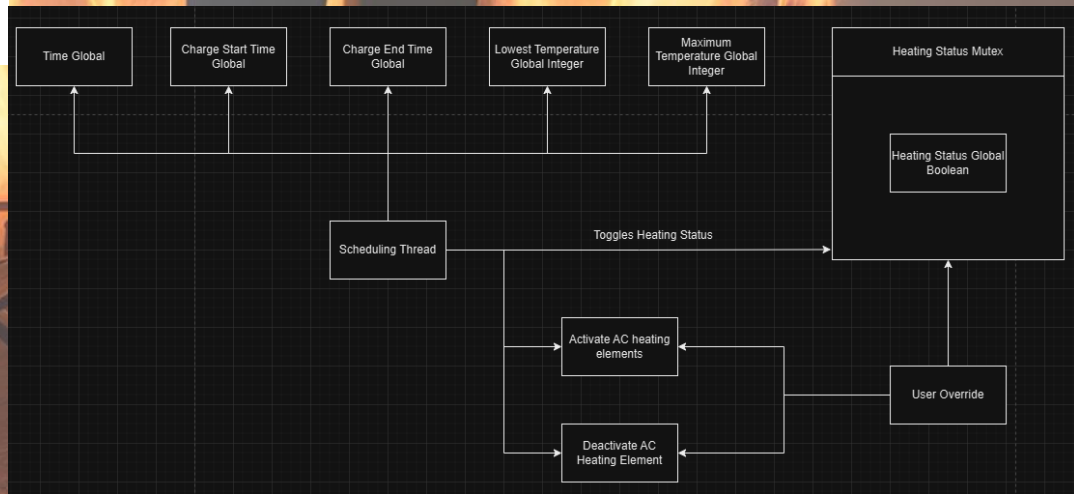 Time Global
Charge Start Time
Global
Charge End Time
Global
Lowest Temperature
Global Integer
Maximum
Temperature Global
Integer
Heating Status Mutex
Heating Status Global
Boolean
Scheduling Thread
Toggles Heating Status
Activate AC heating
elements
User Override
Deactivate AC
Heating Element